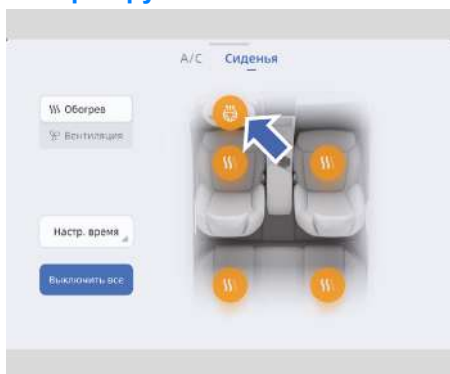 A/C Сиденья
Обогрев
Вентиляция
Настр. время
Выключить все